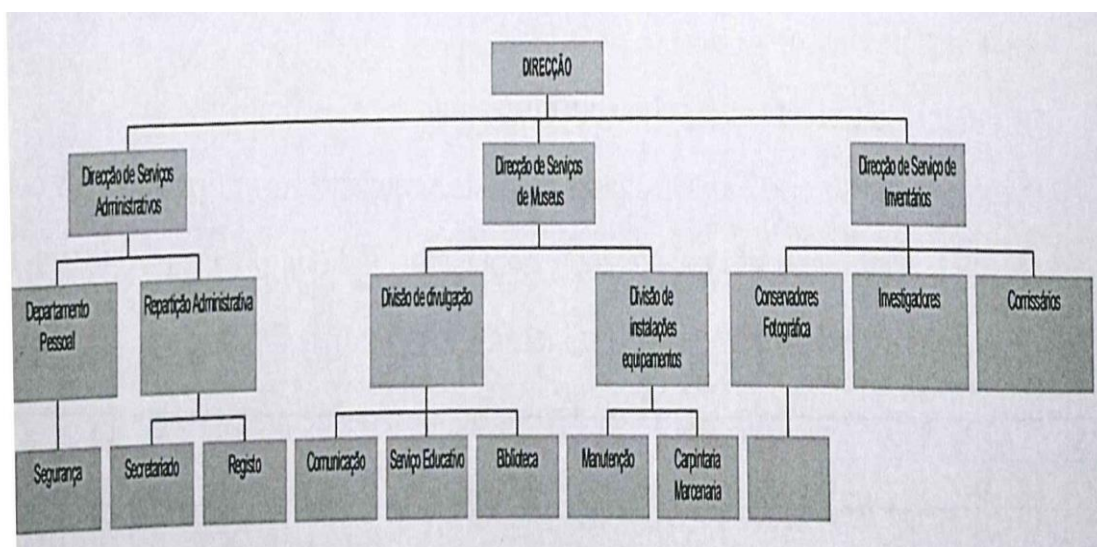 DIRECÇÃO
Direcção de Serviços
Administrativos
Direcção de Serviços
de Museus
Direcção de Serviço de
Inventários
Departamento
Pessoal
Repartição Administrativa
Divisão de divulgação
Divisão de
instalações
equipamentos
Conservadores
Fotográfica
Investigadores
Comissários
Segurança
Secretariado
Registo
Comunicação
Serviço Educativo
Biblioteca
Manutenção
Carpintaria
Marcenaria